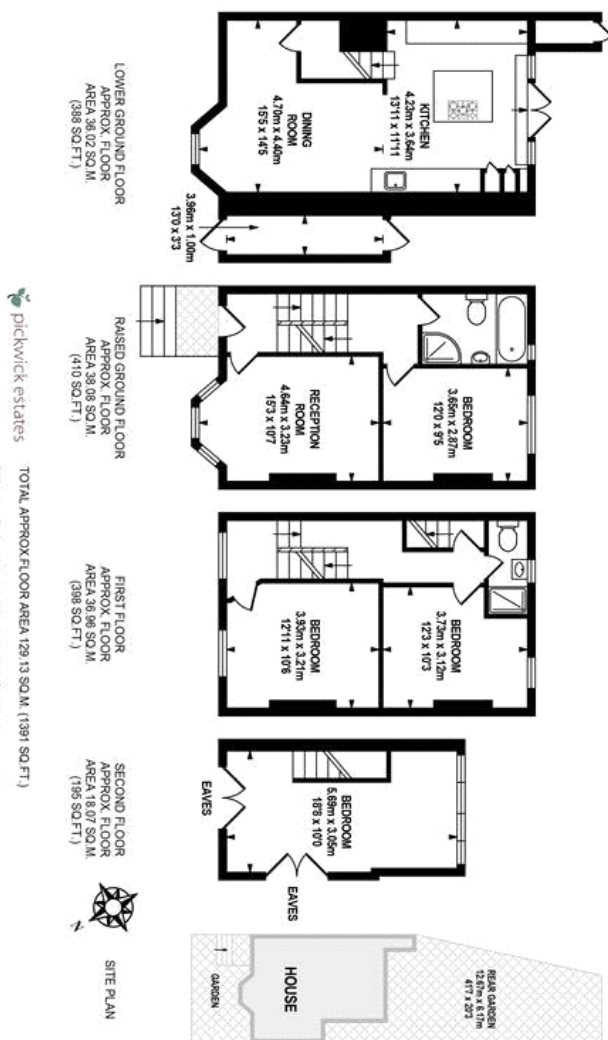 KITCHEN
4.23m x 3.64m
13'11 x 11'11
DINING
ROOM
4.70m x 4.40m
15'5 x 14'5
3.96m x 1.00m
13'0 x 3'3
LOWER GROUND FLOOR
APPROX. FLOOR
AREA 36.02 SQ.M.
(388 SQ.FT.)
BEDROOM
3.65m x 2.87m
12'0 x 9'5
RECEPTION
ROOM
4.64m x 3.23m
15'3 x 10'7
RAISED GROUND FLOOR
APPROX. FLOOR
AREA 38.08 SQ.M.
(410 SQ.FT.)
BEDROOM
3.73m x 3.12m
12'3 x 10'3
BEDROOM
3.93m x 3.21m
12'11 x 10'6
FIRST FLOOR
APPROX. FLOOR
AREA 36.96 SQ.M.
(398 SQ.FT.)
BEDROOM
5.69m x 3.05m
18'8 x 10'0
EAVES
EAVES
SECOND FLOOR
APPROX. FLOOR
AREA 18.07 SQ.M.
(195 SQ.FT.)
N
REAR GARDEN
12.67m x 6.17m
41'7 x 20'3
HOUSE
GARDEN
SITE PLAN
pickwick estates
TOTAL APPROX.FLOOR AREA 129.13 SQ.M. (1391 SQ.FT.)